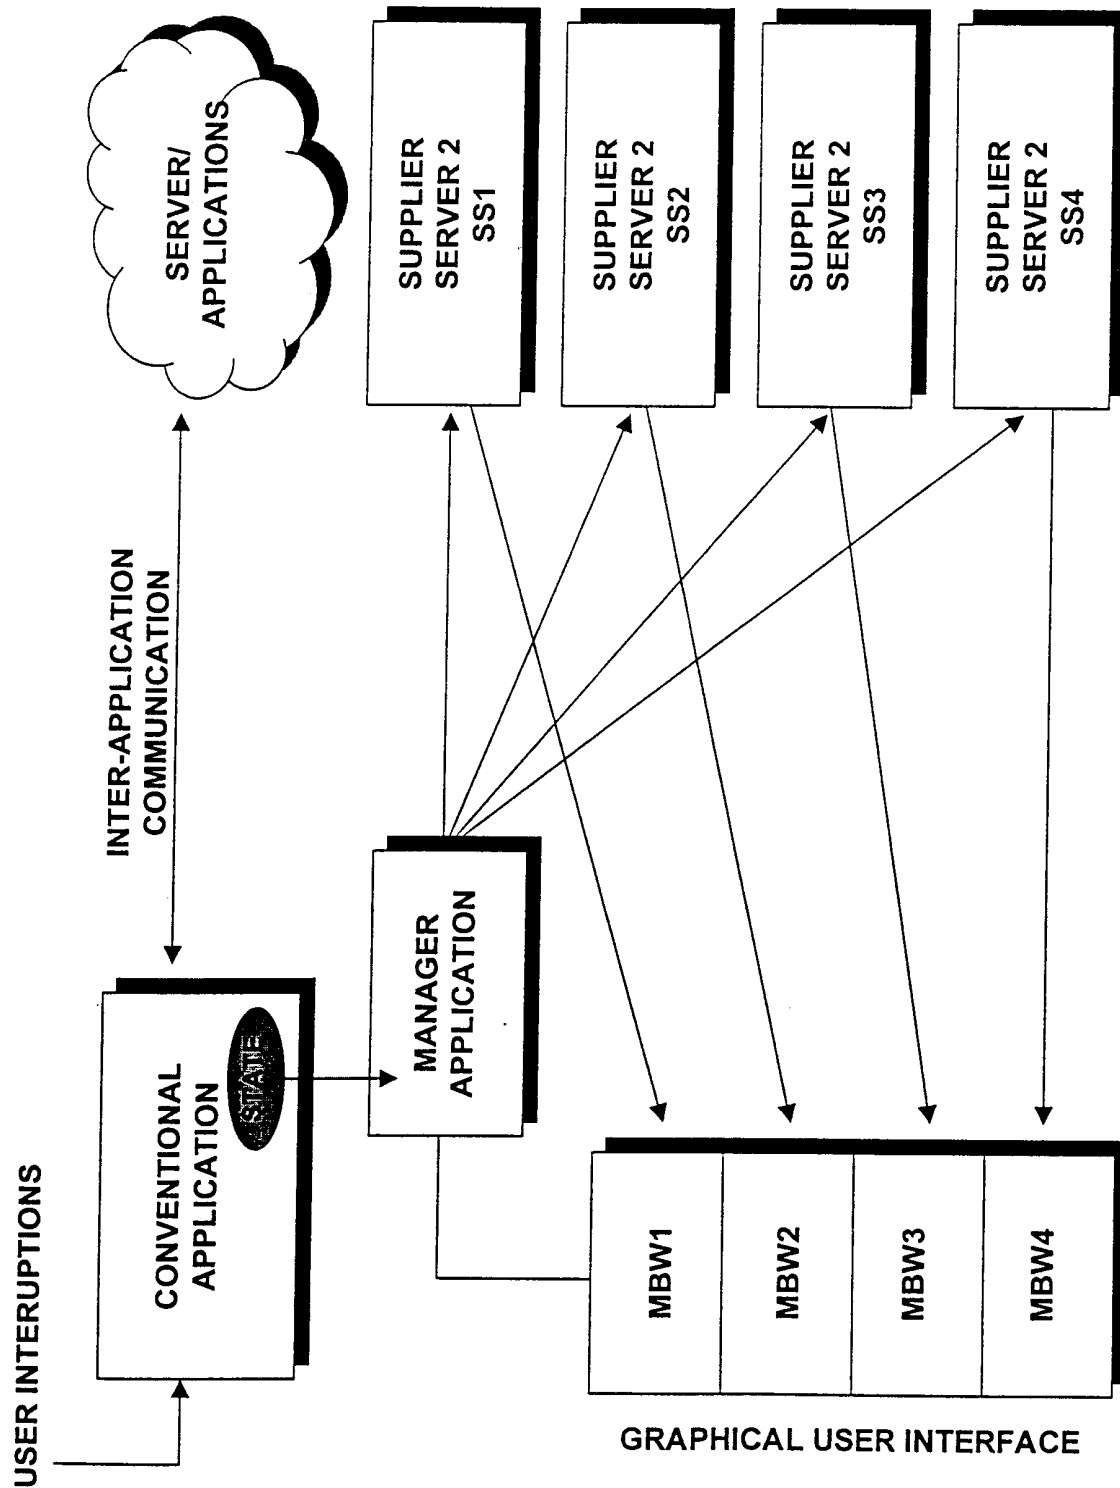 USER INTERUPTIONS
CONVENTIONAL
APPLICATION
STATE
INTER-APPLICATION
COMMUNICATION
SERVER/
APPLICATIONS
MANAGER
APPLICATION
SUPPLIER
SERVER 2
SS1
SUPPLIER
SERVER 2
SS2
SUPPLIER
SERVER 2
SS3
SUPPLIER
SERVER 2
SS4
MBW1
MBW2
MBW3
MBW4
GRAPHICAL USER INTERFACE